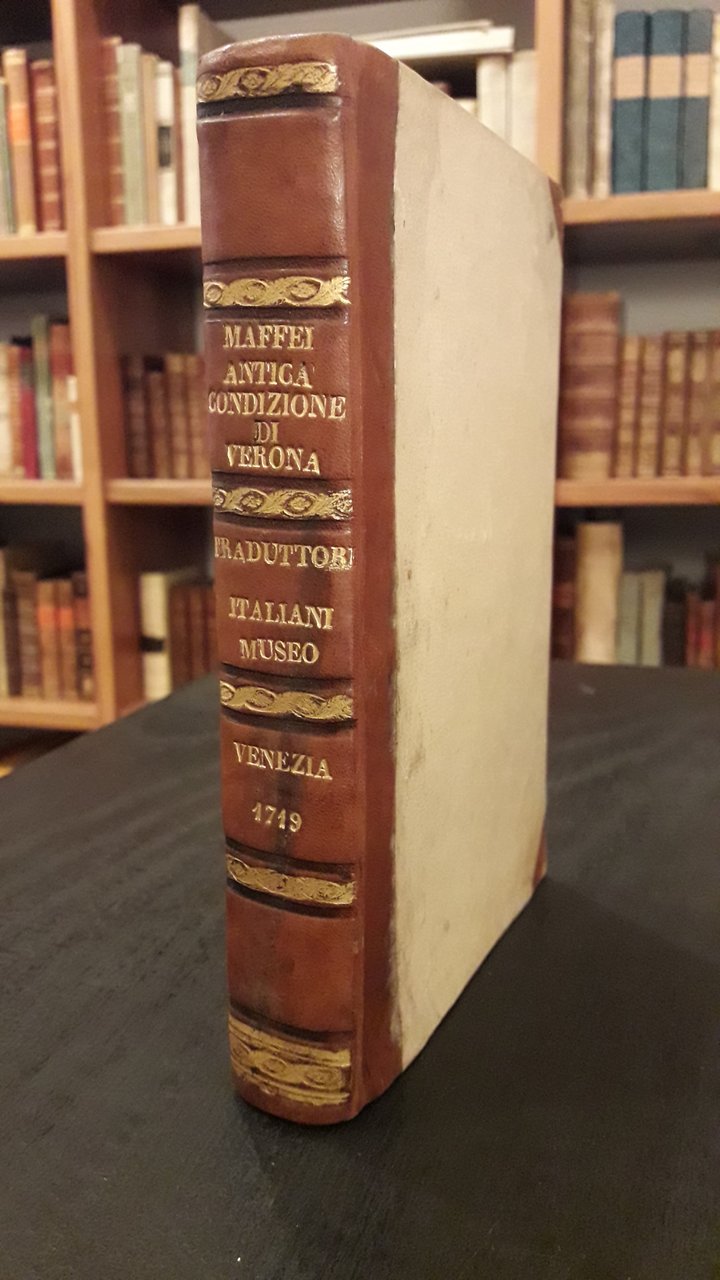 MAFFEI
ANTICA
CONDIZIONE
DI
VERONA
TRADUTTORI
ITALIANI
MUSEO
VENEZIA
1719